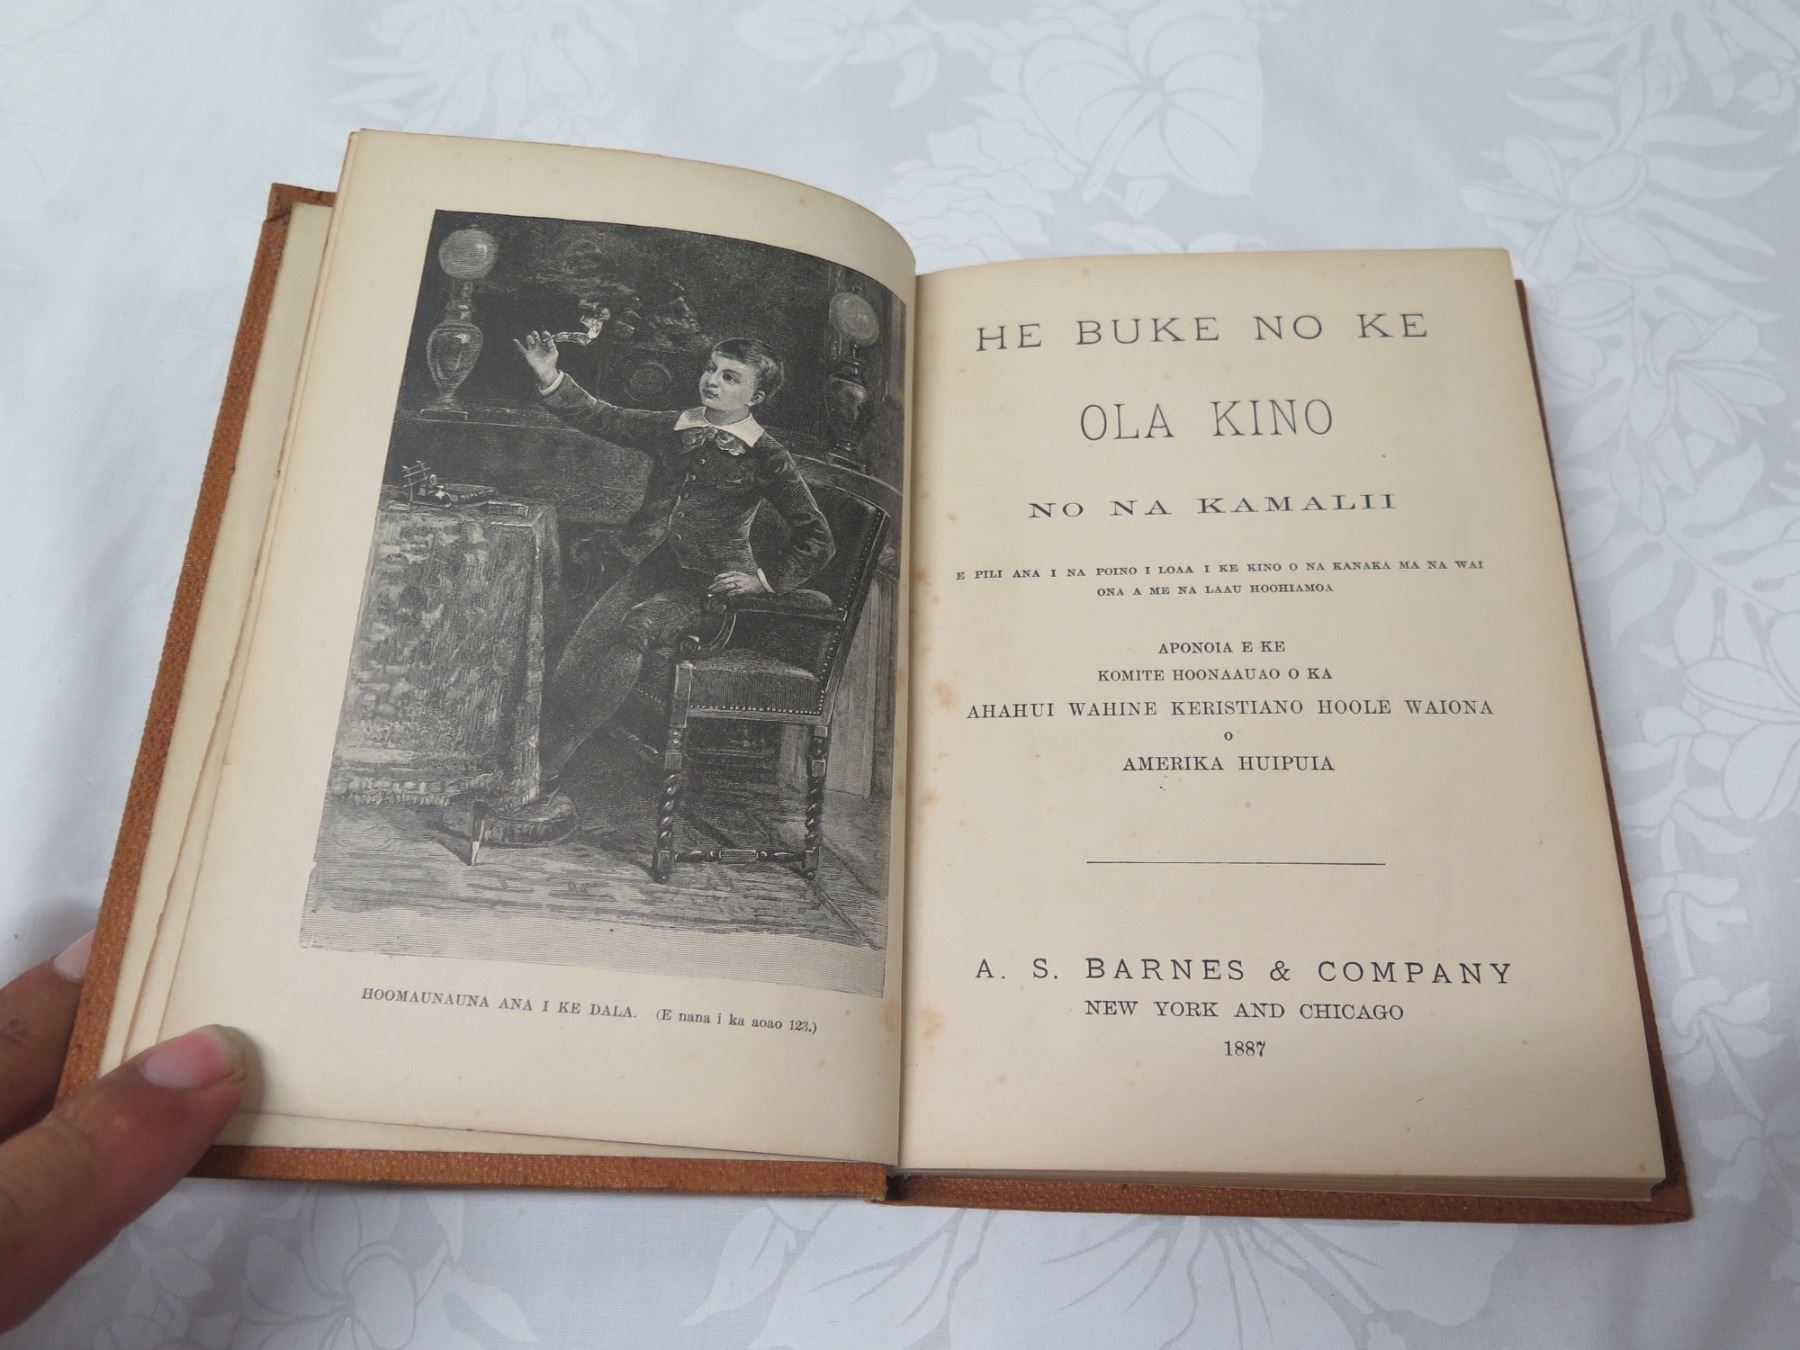 HOOMAUNAUNA ANA I KE DALA. (E nana i ka aoao 123.)
HE BUKE NO KE
OLA KINO
NO NA KAMALII
E PILI ANA I NA POINO I LOAA I KE KINO O NA KANAKA MA NA WAI
ONA A ME NA LAAU HOOHIAMOA
APONOIA E KE
KOMITE HOONAAUAO O KA
AHAHUI WAHINE KERISTIANO HOOLE WAIONA
O
AMERIKA HUIPUIA
A. S. BARNES & COMPANY
NEW YORK AND CHICAGO
1887